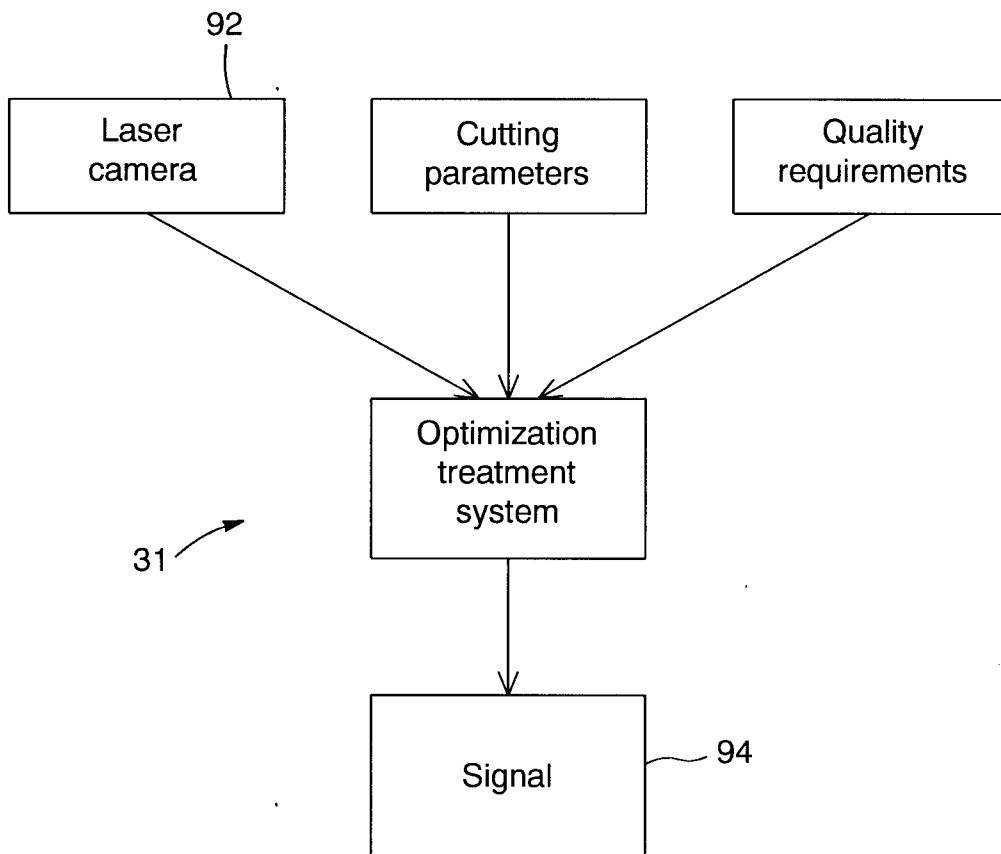 92
Laser
camera
Cutting
parameters
Quality
requirements
Optimization
treatment
system
31
Signal
94